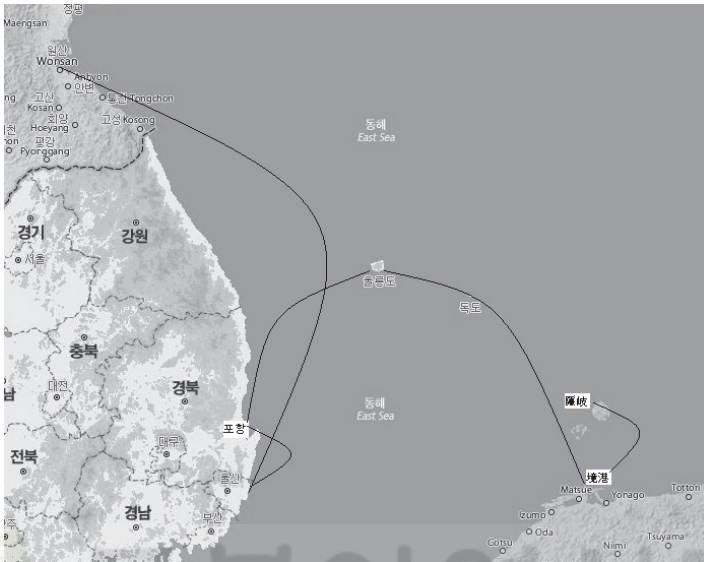 창평
Maengsan
원산
Wonsan
Anbyon
안변
통천 Tongchon
고산
Kosan
회양
Hoeyang
고성 Kosong
평강
Pyonggang
동해
East Sea
경기
서울
강원
울릉도
독도
충북
대전
경북
동해
East Sea
隱岐
포항
대구
전북
울산
境港
Matsue
Yonago
Tottori
경남
부산
Izumo
Oda
Gotsu
Niimi
Tsuyama